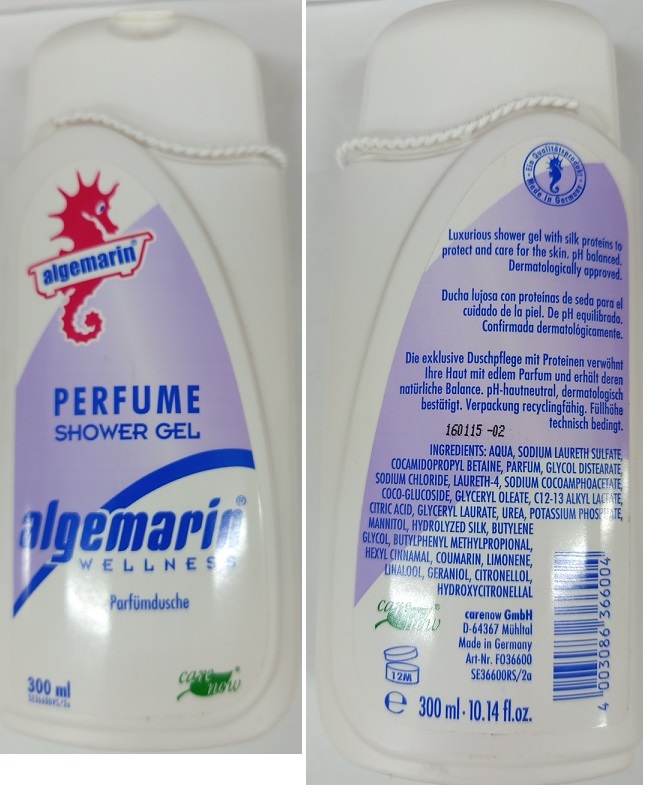 algemarin®
PERFUME
SHOWER GEL
algemarin®
WELLNESS
Parfümdusche
300 ml
care now®
Ein Qualitätsprodukt
Made in Germany
Luxurious shower gel with silk proteins to
protect and care for the skin. pH balanced.
Dermatologically approved.
Ducha lujosa con proteínas de seda para el
cuidado de la piel. De pH equilibrado.
Confirmada dermatológicamente.
Die exklusive Duschpflege mit Proteinen verwöhnt
Ihre Haut mit edlem Parfum und erhält deren
natürliche Balance. pH-hautneutral, dermatologisch
bestätigt. Verpackung recyclingfähig. Füllhöhe
technisch bedingt.
160115 -02
INGREDIENTS: AQUA, SODIUM LAURETH SULFATE,
COCAMIDOPROPYL BETAINE, PARFUM, GLYCOL DISTEARATE,
SODIUM CHLORIDE, LAURETH-4, SODIUM COCOAMPHOACETATE,
COCO-GLUCOSIDE, GLYCERYL OLEATE, C12-13 ALKYL LACTATE,
CITRIC ACID, GLYCERYL LAURATE, UREA, POTASSIUM PHOSPHATE,
MANNITOL, HYDROLYZED SILK, BUTYLENE
GLYCOL, BUTYLPHENYL METHYLPROPIONAL,
HEXYL CINNAMAL, COUMARIN, LIMONENE,
LINALOOL, GERANIOL, CITRONELLOL,
HYDROXYCITRONELLAL
care now
carenow GmbH
D-64367 Mühltal
Made in Germany
Art-Nr. FO36600
SE36600RS/2a
12M
e 300 ml · 10.14 fl.oz.
4 003086 366004